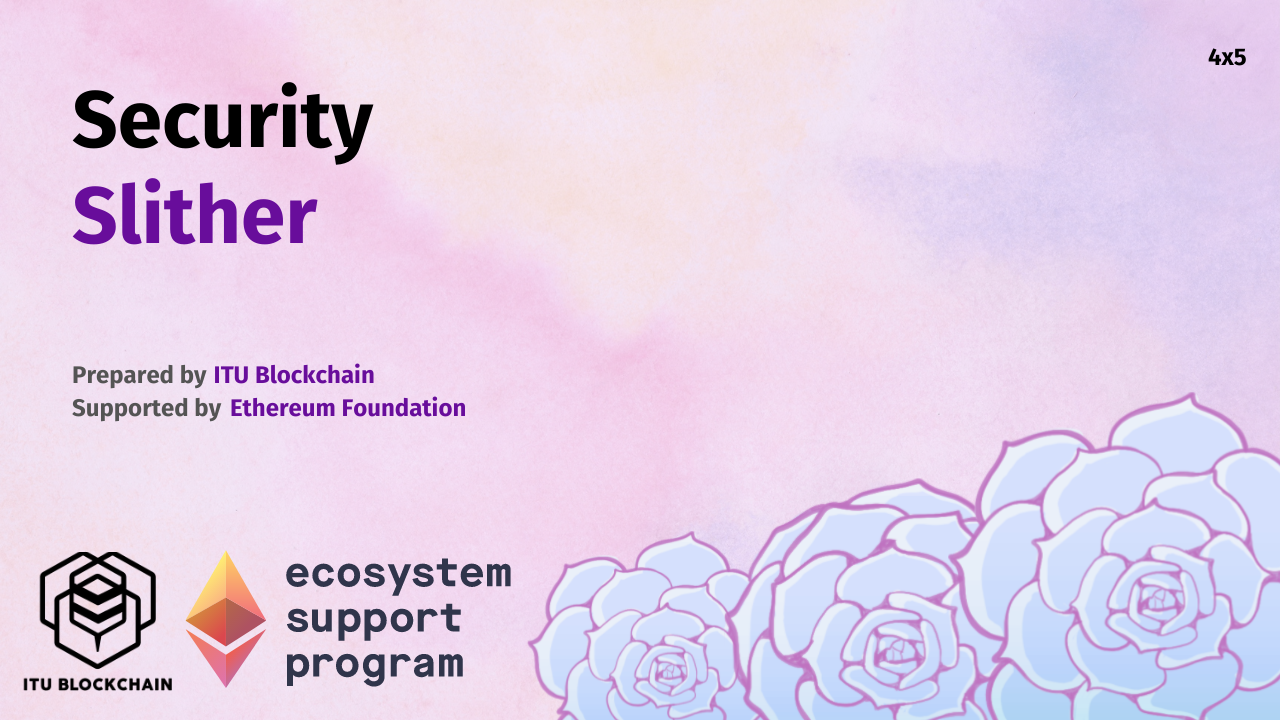 4x5
Security
Slither
Prepared by ITU Blockchain
Supported by Ethereum Foundation
ITU BLOCKCHAIN
ecosystem
support
program